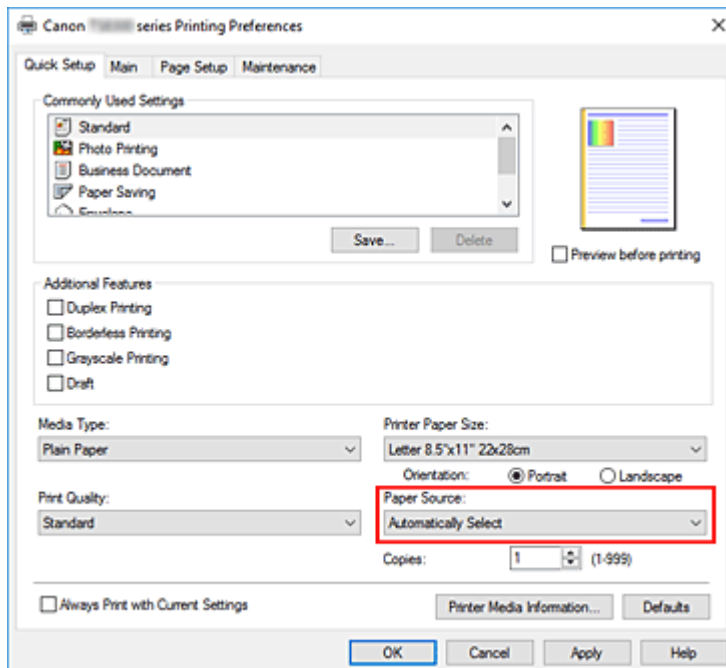 Canon series Printing Preferences
Quick Setup Main Page Setup Maintenance
Commonly Used Settings
Standard
Photo Printing
Business Document
Paper Saving
Envelope
Save... Delete
Preview before printing
Additional Features
Duplex Printing
Borderless Printing
Grayscale Printing
Draft
Media Type: Printer Paper Size:
Plain Paper Letter 8.5"x11" 22x28cm
Orientation: Portrait Landscape
Print Quality: Paper Source:
Standard Automatically Select
Copies: 1 (1-999)
Always Print with Current Settings Printer Media Information... Defaults
OK Cancel Apply Help